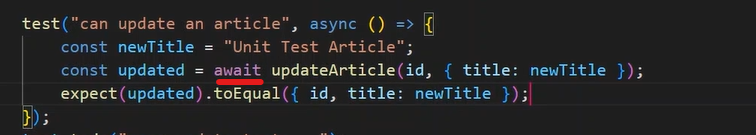 test("can update an article", async () => {
const newTitle = "Unit Test Article";
const updated = await updateArticle(id, { title: newTitle });
expect(updated).toEqual({ id, title: newTitle });
});